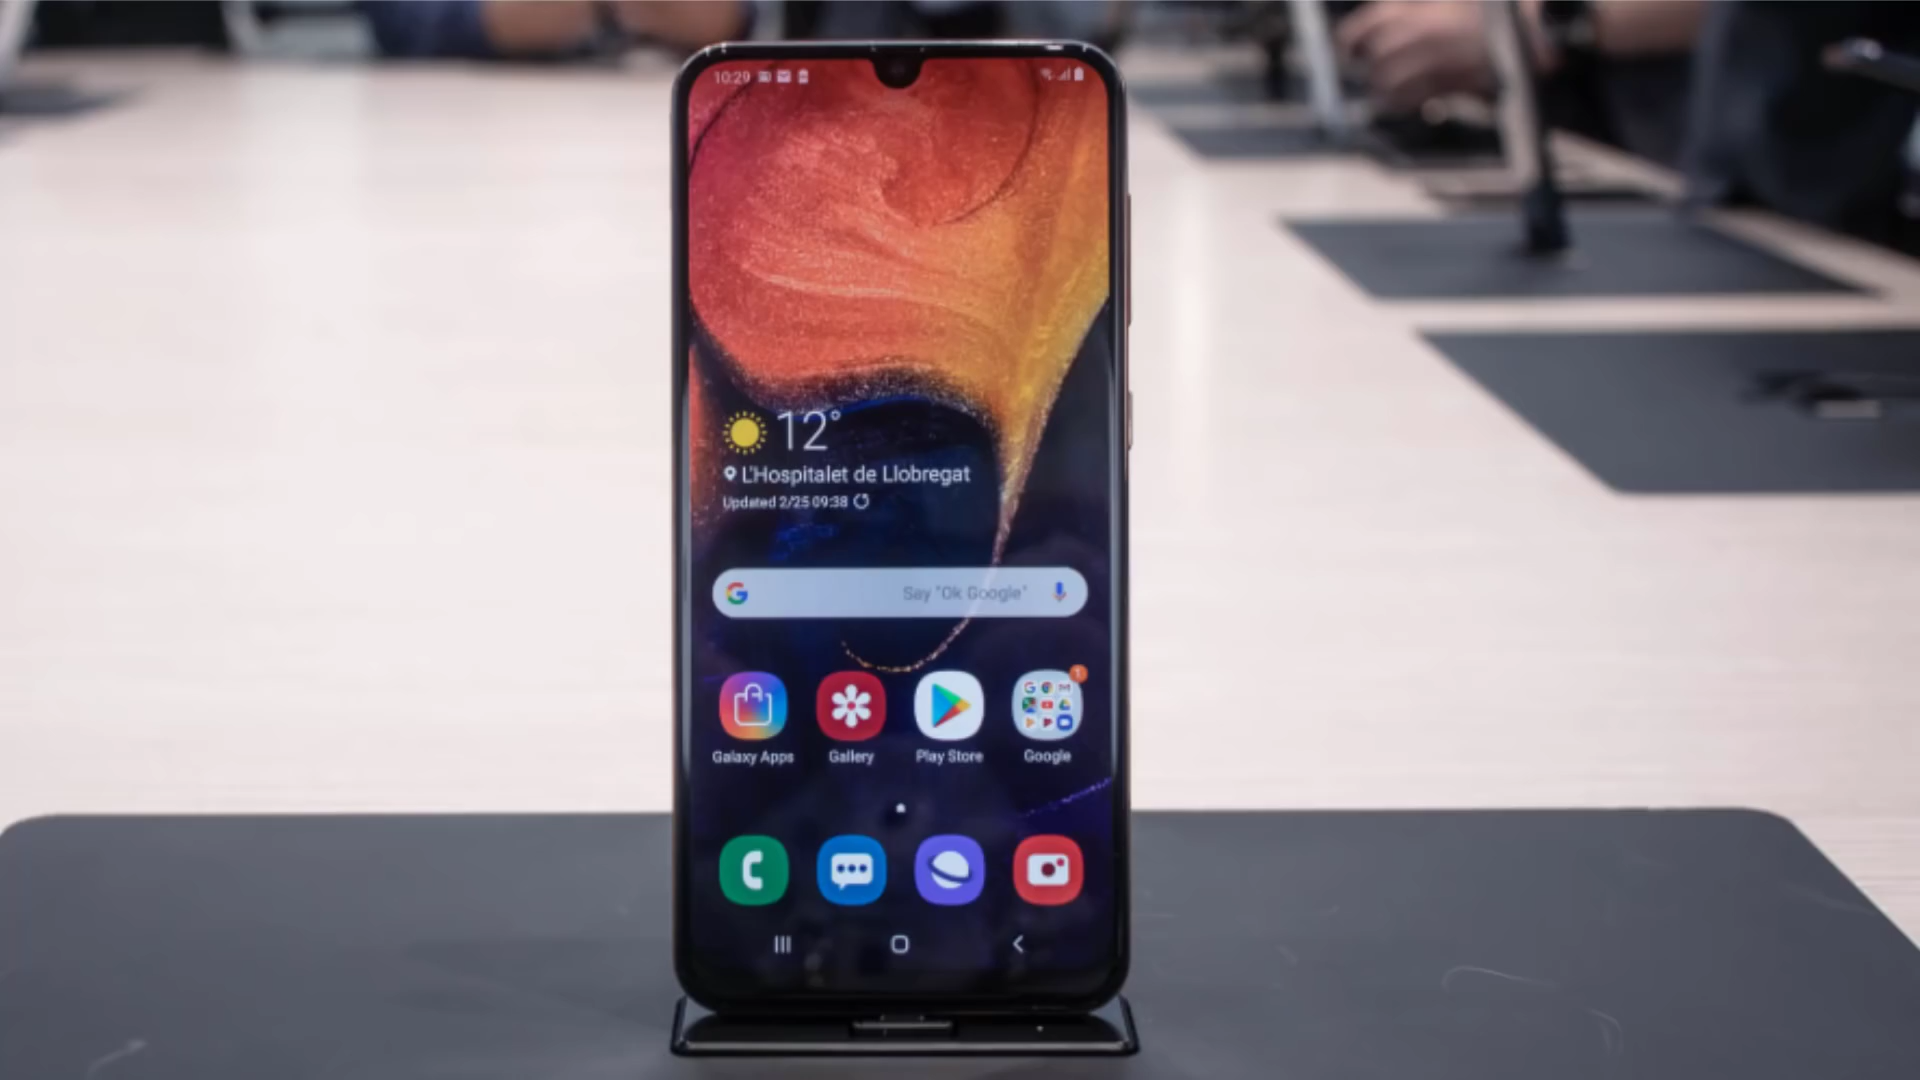 10:29
12°
L'Hospitalet de Llobregat
Updated 2/25 09:38
G Say "Ok Google"
1
Galaxy Apps Gallery Play Store Google